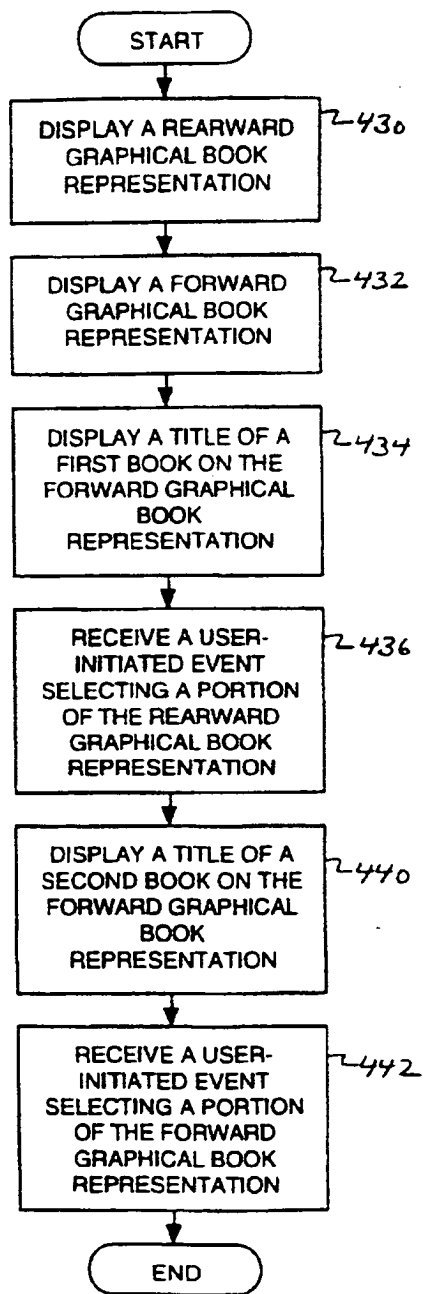 START
DISPLAY A REARWARD
GRAPHICAL BOOK
REPRESENTATION
430
DISPLAY A FORWARD
GRAPHICAL BOOK
REPRESENTATION
432
DISPLAY A TITLE OF A
FIRST BOOK ON THE
FORWARD GRAPHICAL
BOOK
REPRESENTATION
434
RECEIVE A USER-
INITIATED EVENT
SELECTING A PORTION
OF THE REARWARD
GRAPHICAL BOOK
REPRESENTATION
436
DISPLAY A TITLE OF A
SECOND BOOK ON THE
FORWARD GRAPHICAL
BOOK
REPRESENTATION
440
RECEIVE A USER-
INITIATED EVENT
SELECTING A PORTION
OF THE FORWARD
GRAPHICAL BOOK
REPRESENTATION
442
END